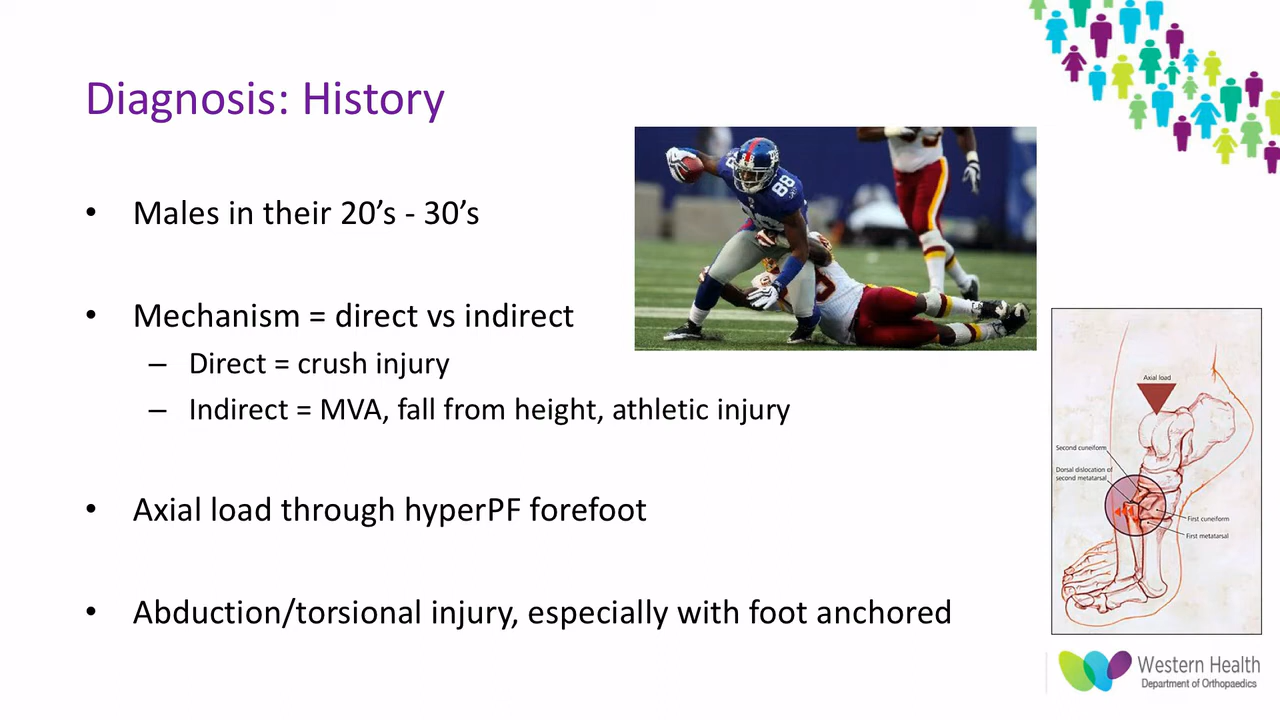 Diagnosis: History
• Males in their 20’s - 30’s
• Mechanism = direct vs indirect
– Direct = crush injury
– Indirect = MVA, fall from height, athletic injury
• Axial load through hyperPF forefoot
• Abduction/torsional injury, especially with foot anchored
88
Axial load
Second cuneiform
Dorsal dislocation of
second metatarsal
First cuneiform
First metatarsal
Western Health
Department of Orthopaedics